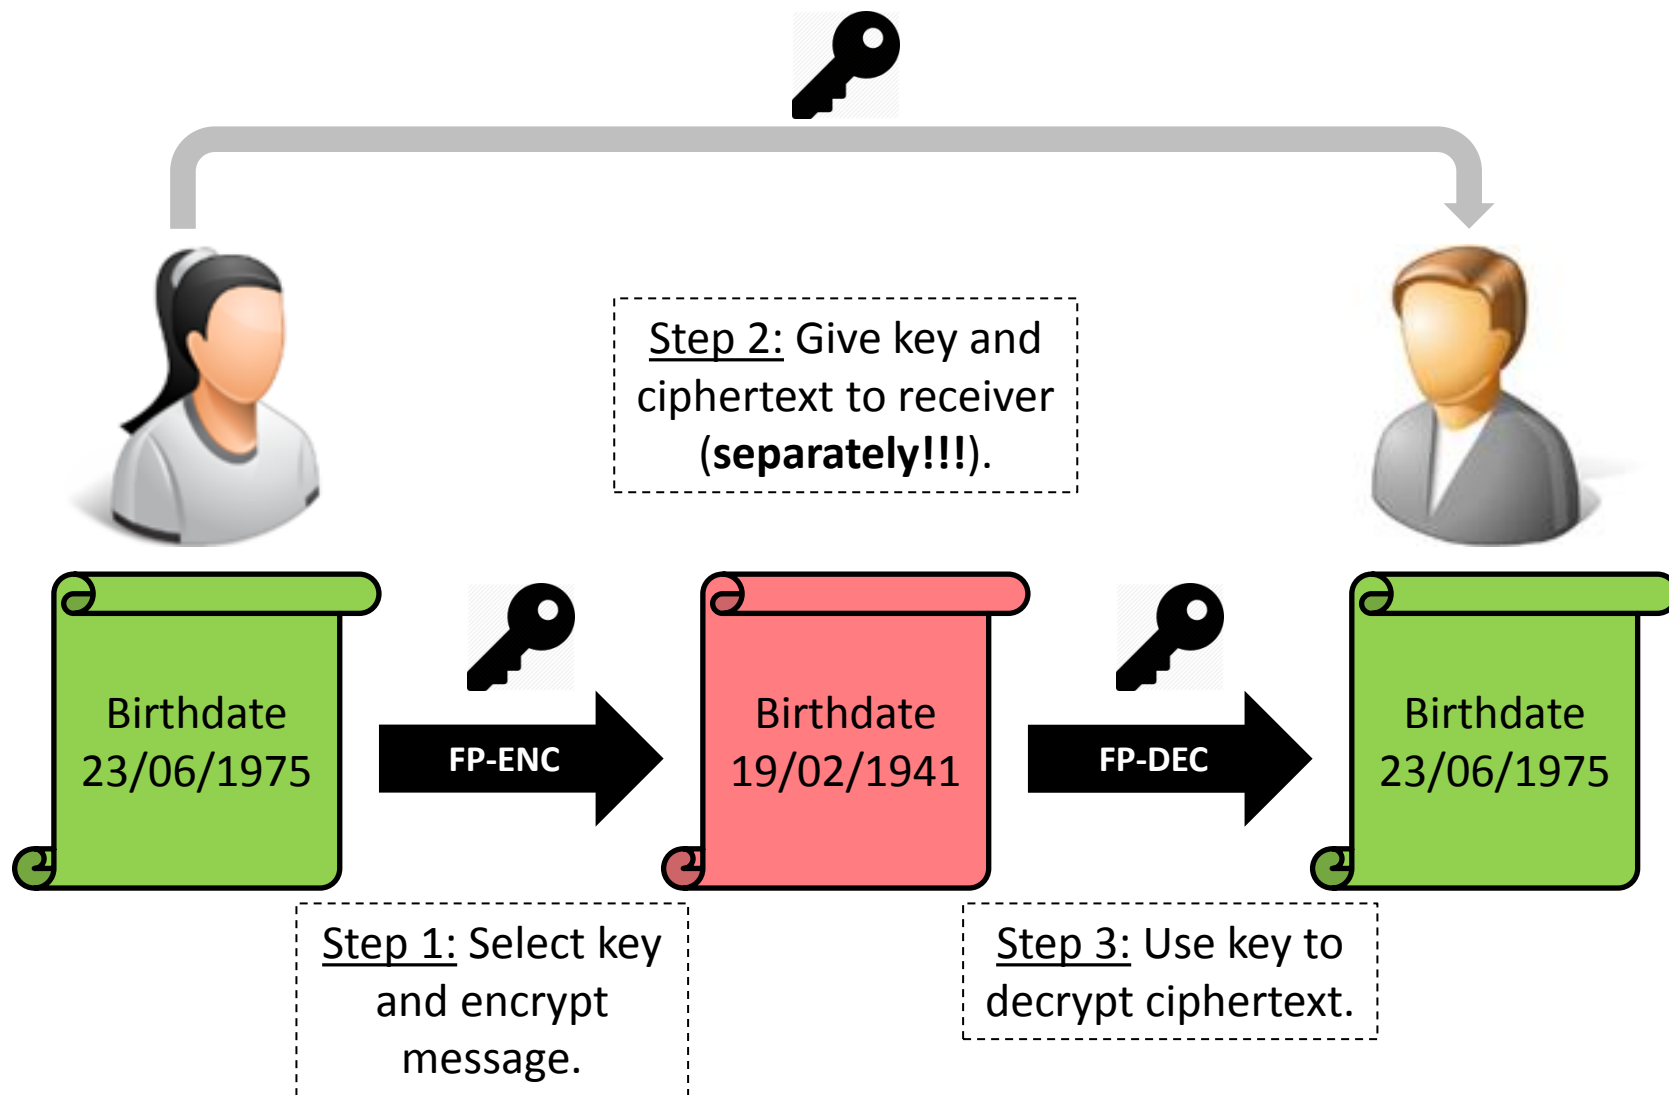 Step 2: Give key and
ciphertext to receiver
(separately!!!).
Birthdate
23/06/1975
FP-ENC
Birthdate
19/02/1941
FP-DEC
Birthdate
23/06/1975
Step 1: Select key
and encrypt
message.
Step 3: Use key to
decrypt ciphertext.